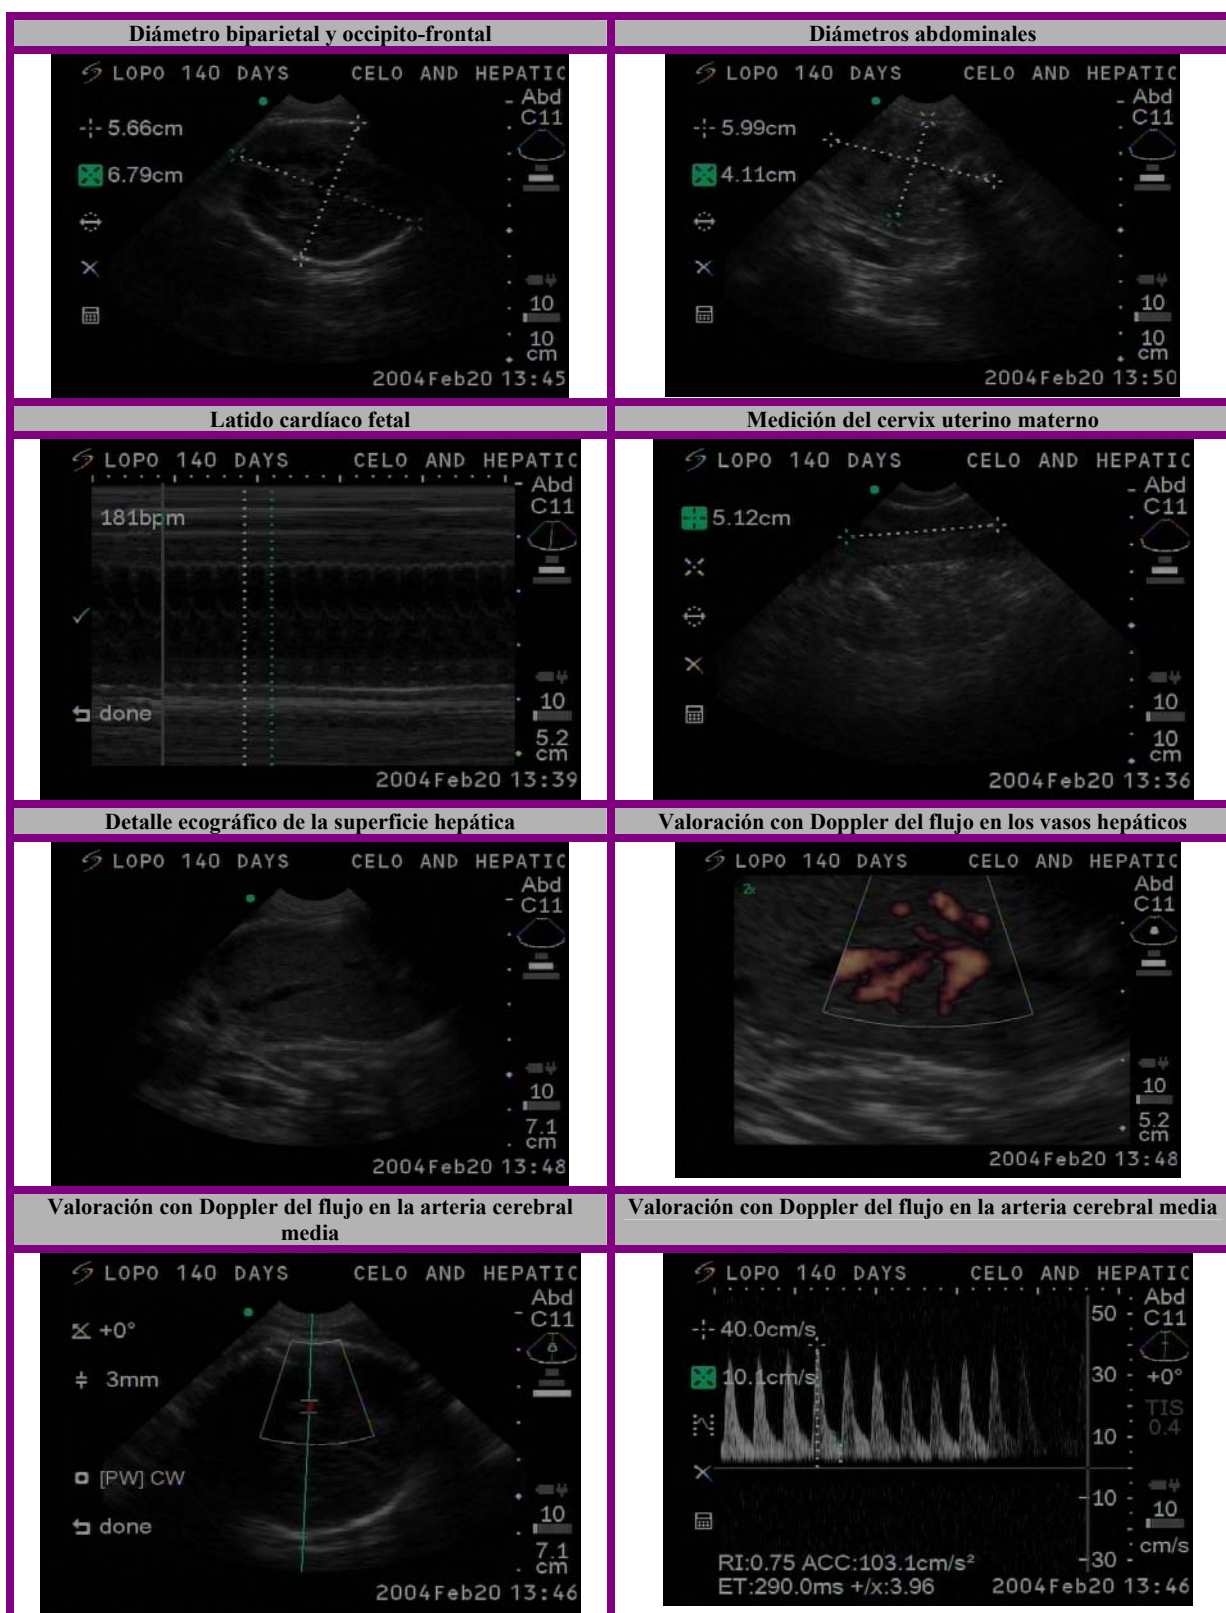 Diámetro biparietal y occipito-frontal
Diámetros abdominales
LOPO 140 DAYS CELO AND HEPATIC
Abd
C11
5.66cm
6.79cm
10
10
cm
2004Feb20 13:45
LOPO 140 DAYS CELO AND HEPATIC
Abd
C11
5.99cm
4.11cm
10
10
cm
2004Feb20 13:50
Latido cardíaco fetal
Medición del cervix uterino materno
LOPO 140 DAYS CELO AND HEPATIC
Abd
C11
181bpm
done
10
5.2
cm
2004Feb20 13:39
LOPO 140 DAYS CELO AND HEPATIC
Abd
C11
5.12cm
10
10
cm
2004Feb20 13:36
Detalle ecográfico de la superficie hepática
Valoración con Doppler del flujo en los vasos hepáticos
LOPO 140 DAYS CELO AND HEPATIC
Abd
C11
10
7.1
cm
2004Feb20 13:48
LOPO 140 DAYS CELO AND HEPATIC
2x
Abd
C11
10
5.2
cm
2004Feb20 13:48
Valoración con Doppler del flujo en la arteria cerebral
media
Valoración con Doppler del flujo en la arteria cerebral media
LOPO 140 DAYS CELO AND HEPATIC
Abd
C11
+0°
3mm
[PW] CW
done
10
7.1
cm
2004Feb20 13:46
LOPO 140 DAYS CELO AND HEPATIC
Abd
50
C11
40.0cm/s
10.1cm/s
30
+0°
TIS
0.4
10
-10
10
cm/s
-30
RI:0.75 ACC:103.1cm/s²
ET:290.0ms +/x:3.96 2004Feb20 13:46